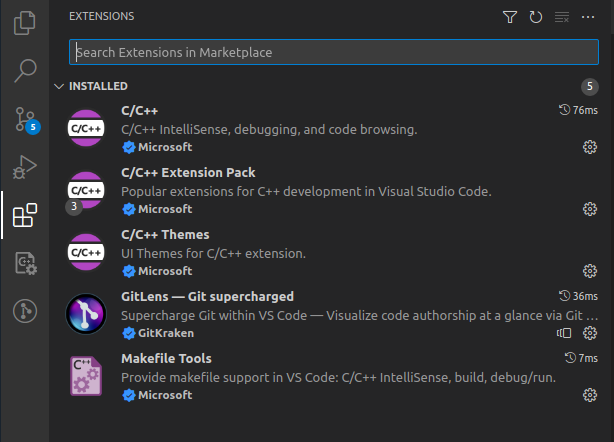 EXTENSIONS
Search Extensions in Marketplace
INSTALLED 5
C/C++ C/C++ 76ms
C/C++ IntelliSense, debugging, and code browsing.
Microsoft
5
C/C++ C/C++ Extension Pack
Popular extensions for C++ development in Visual Studio Code.
3 Microsoft
C/C++ C/C++ Themes
UI Themes for C/C++ extension.
Microsoft
C++
GitLens — Git supercharged 36ms
Supercharge Git within VS Code — Visualize code authorship at a glance via Git ...
GitKraken
C++ Makefile Tools 7ms
Provide makefile support in VS Code: C/C++ IntelliSense, build, debug/run.
Microsoft